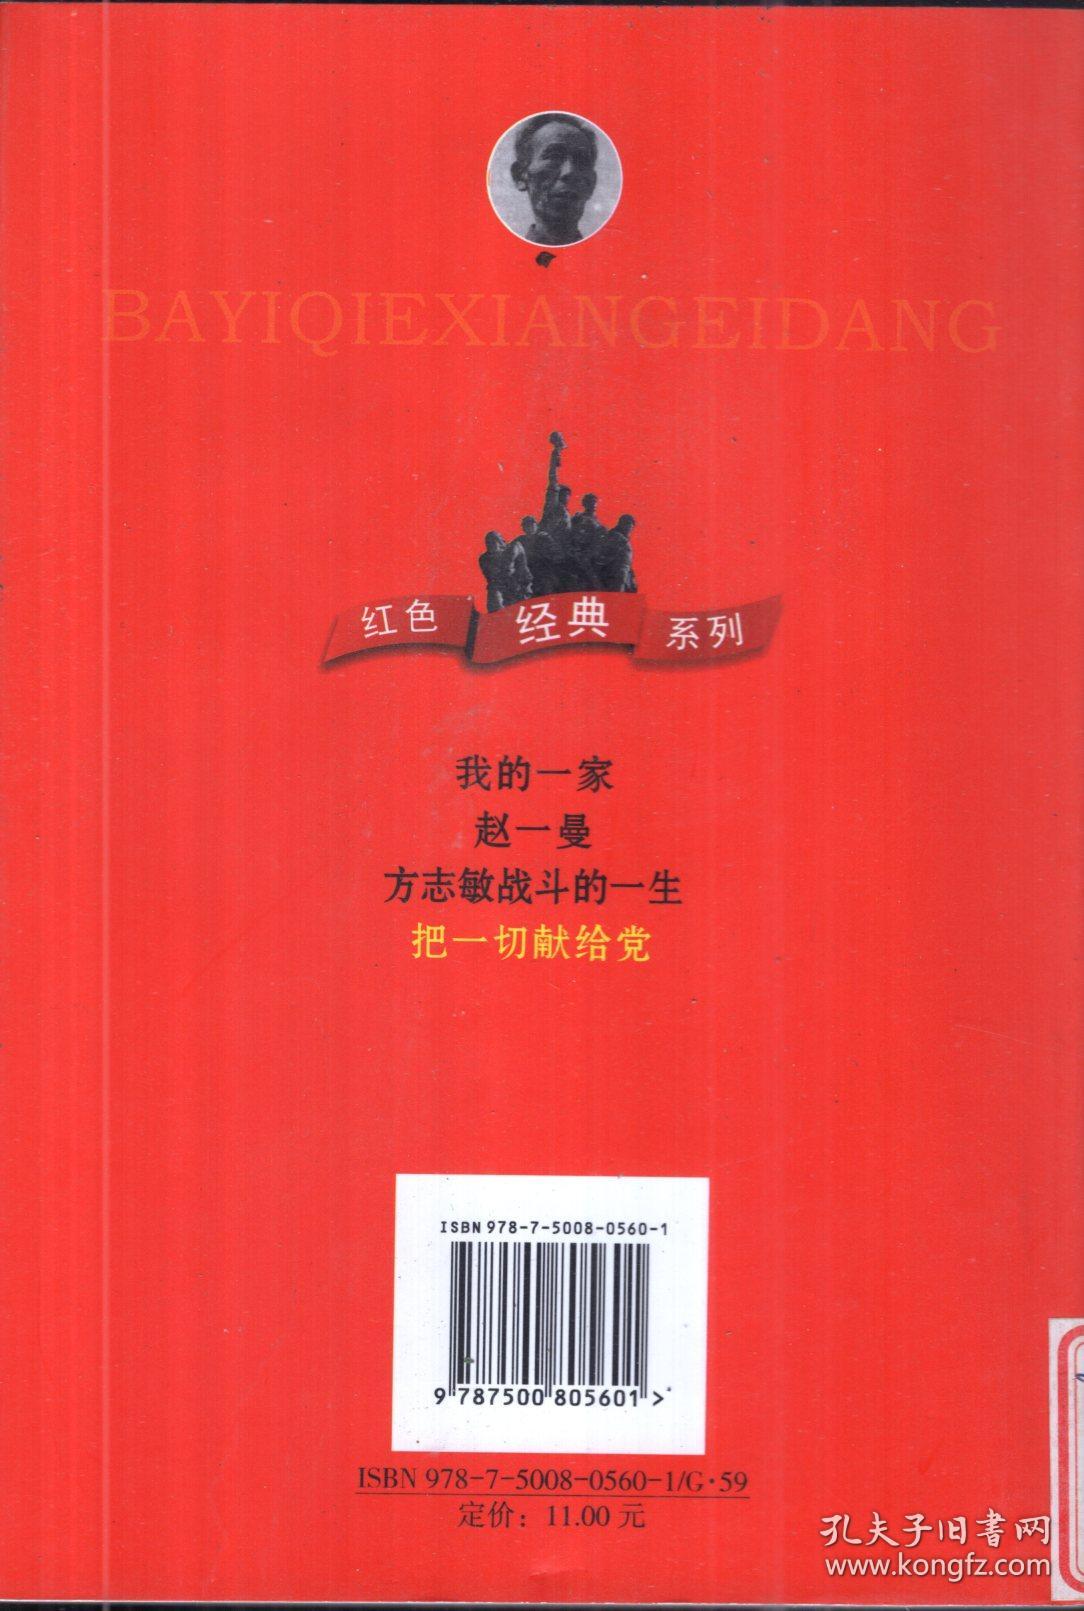 BAYIQIEXIANGEIDANG
红色 经典 系列
我的一家
赵一曼
方志敏战斗的一生
把一切献给党
ISBN 978-7-5008-0560-1
9 787500 805601 >
ISBN 978-7-5008-0560-1/G·59
定价：11.00 元
孔夫子旧书网
www.kongfz.com